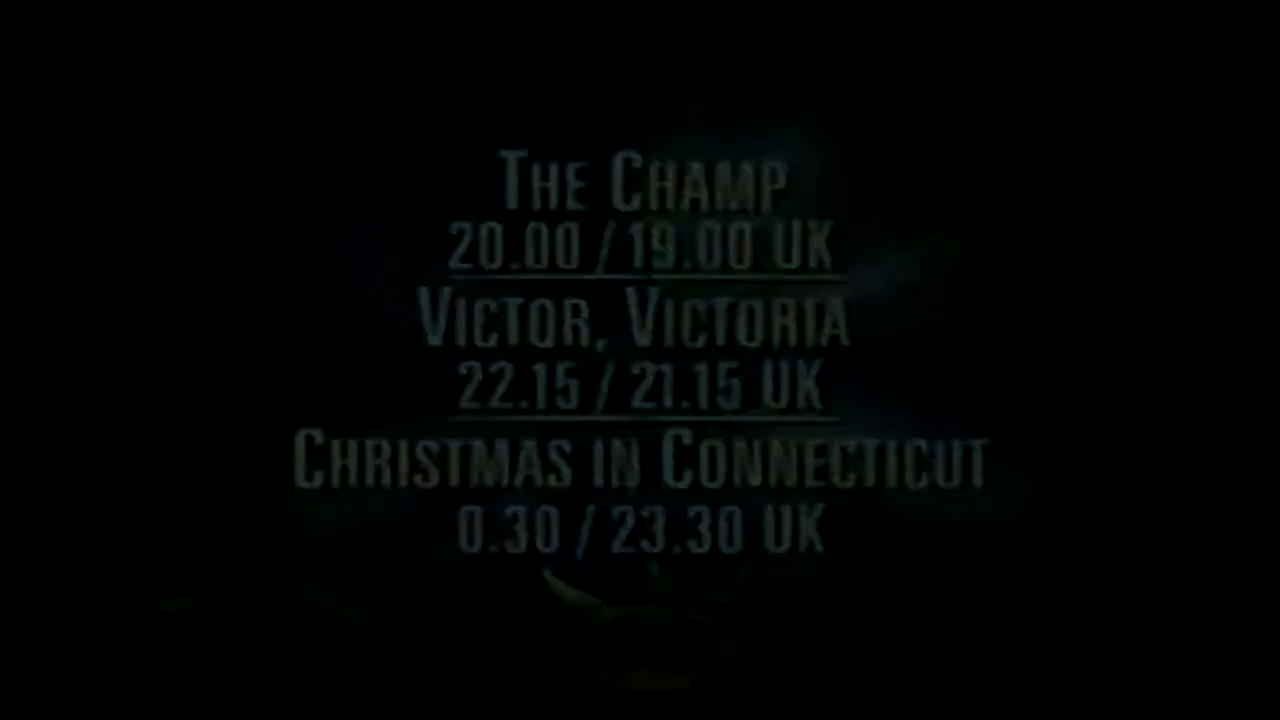 The Champ
20.00 / 19.00 UK
Victor, Victoria
22.15 / 21.15 UK
Christmas in Connecticut
0.30 / 23.30 UK